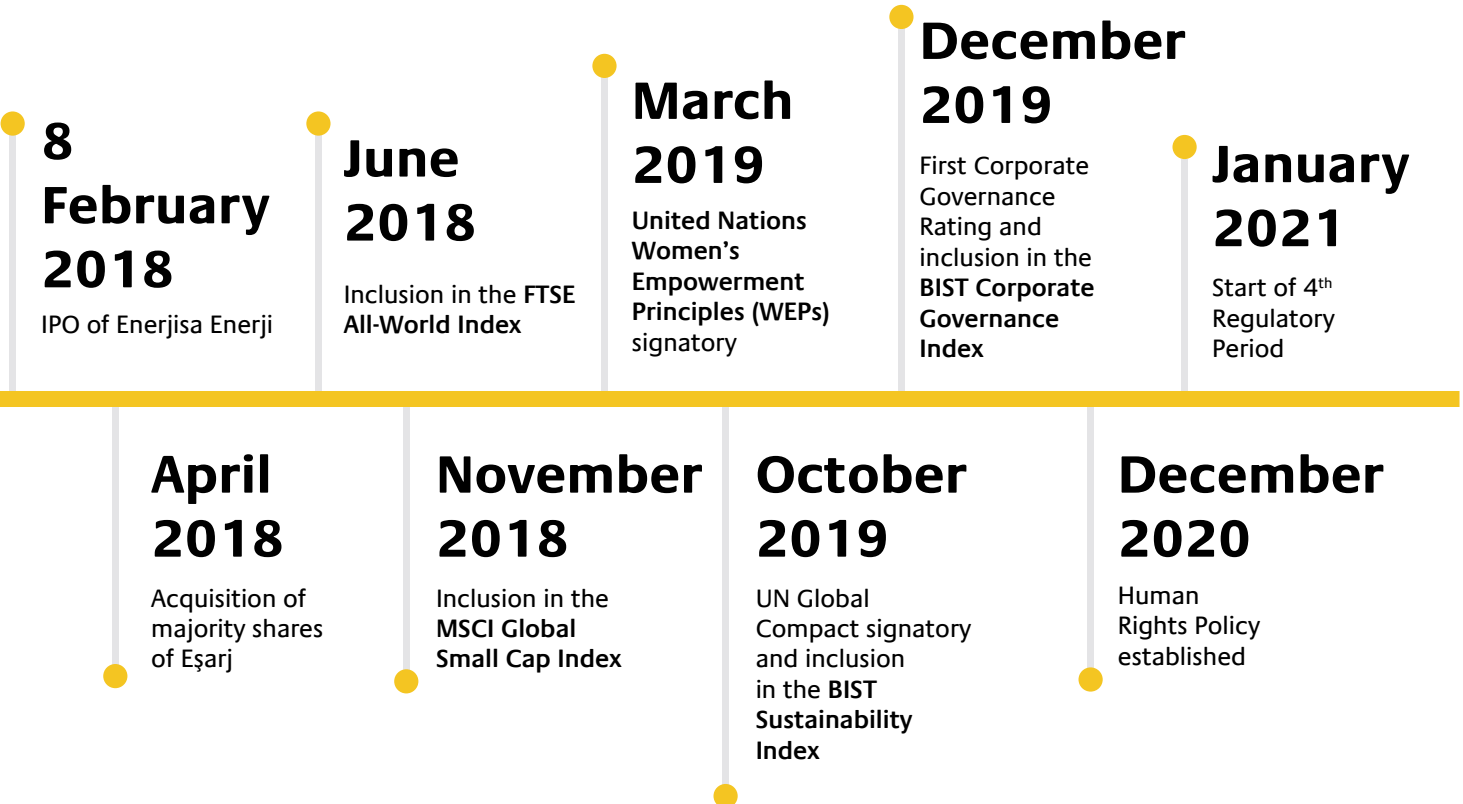 8
February
2018
IPO of Enerjisa Enerji
April
2018
Acquisition of
majority shares
of Eşarj
June
2018
Inclusion in the FTSE
All-World Index
November
2018
Inclusion in the
MSCI Global
Small Cap Index
March
2019
United Nations
Women’s
Empowerment
Principles (WEPs)
signatory
October
2019
UN Global
Compact signatory
and inclusion
in the BIST
Sustainability
Index
December
2019
First Corporate
Governance
Rating and
inclusion in the
BIST Corporate
Governance
Index
December
2020
Human
Rights Policy
established
January
2021
Start of 4th
Regulatory
Period